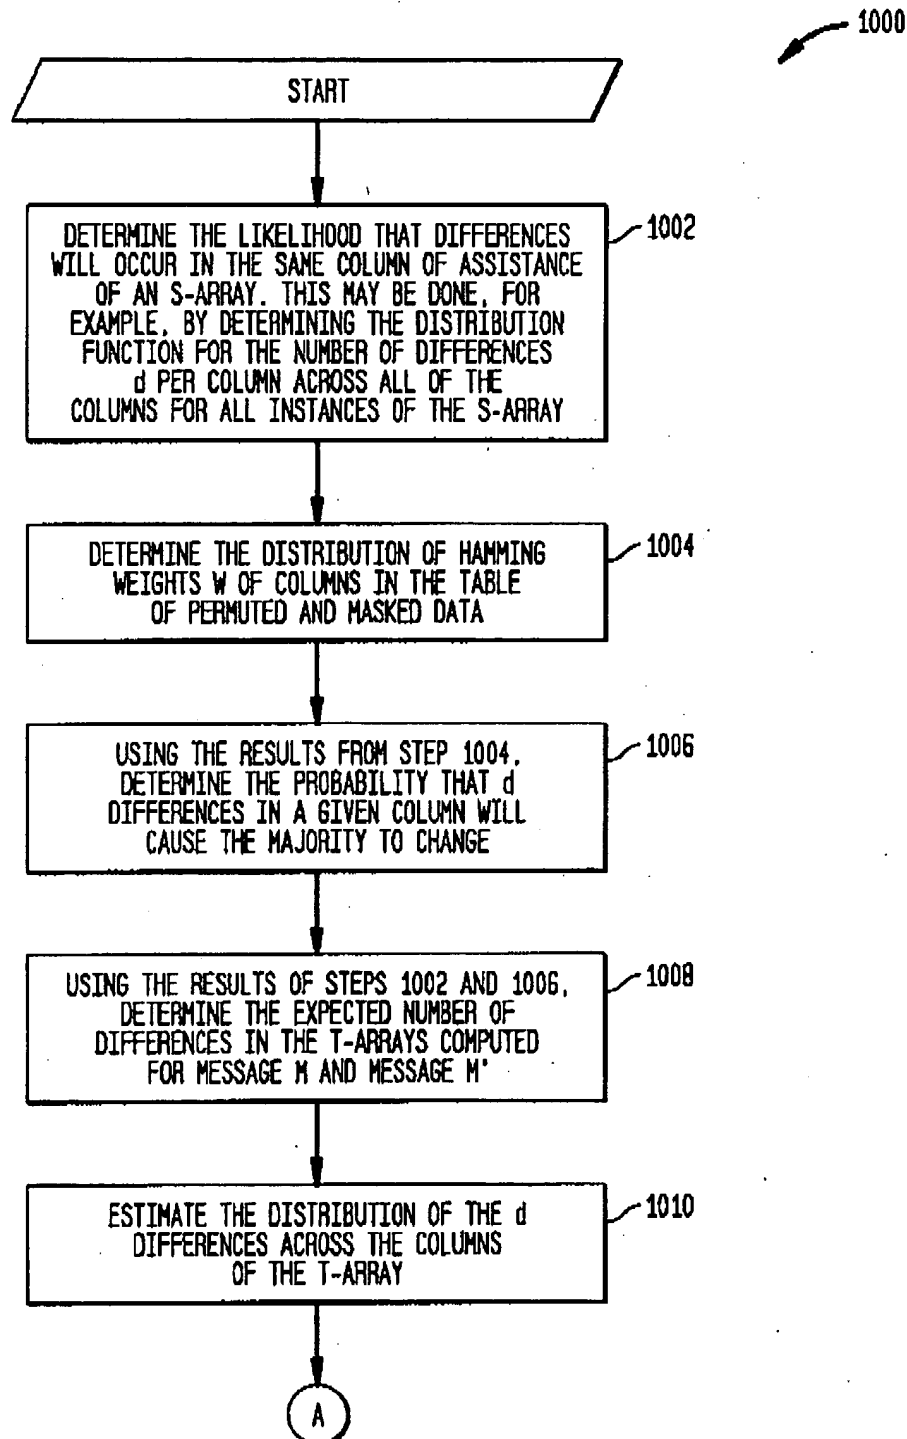 1000
START
1002
DETERMINE THE LIKELIHOOD THAT DIFFERENCES
WILL OCCUR IN THE SAME COLUMN OF ASSISTANCE
OF AN S-ARRAY. THIS MAY BE DONE, FOR
EXAMPLE, BY DETERMINING THE DISTRIBUTION
FUNCTION FOR THE NUMBER OF DIFFERENCES
d PER COLUMN ACROSS ALL OF THE
COLUMNS FOR ALL INSTANCES OF THE S-ARRAY
1004
DETERMINE THE DISTRIBUTION OF HAMMING
WEIGHTS W OF COLUMNS IN THE TABLE
OF PERMUTED AND MASKED DATA
1006
USING THE RESULTS FROM STEP 1004,
DETERMINE THE PROBABILITY THAT d
DIFFERENCES IN A GIVEN COLUMN WILL
CAUSE THE MAJORITY TO CHANGE
1008
USING THE RESULTS OF STEPS 1002 AND 1006,
DETERMINE THE EXPECTED NUMBER OF
DIFFERENCES IN THE T-ARRAYS COMPUTED
FOR MESSAGE M AND MESSAGE M'
1010
ESTIMATE THE DISTRIBUTION OF THE d
DIFFERENCES ACROSS THE COLUMNS
OF THE T-ARRAY
A